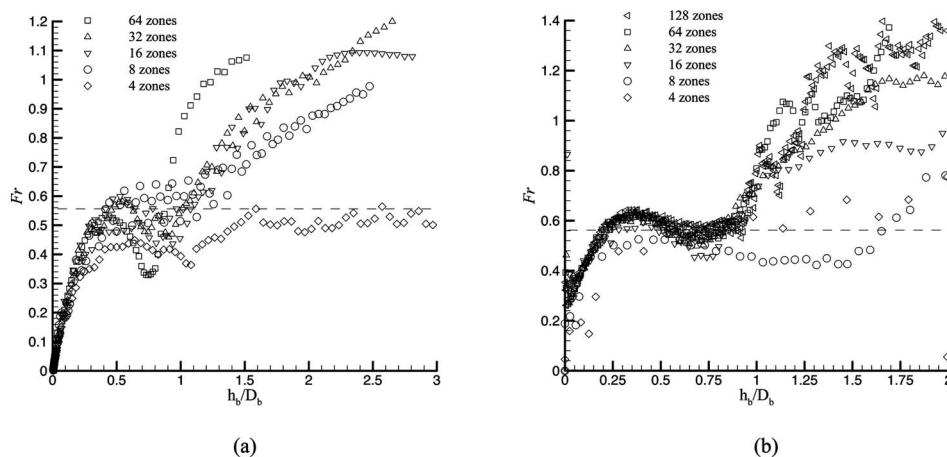 64 zones
32 zones
16 zones
8 zones
4 zones
Fr
1.2
1.1
1
0.9
0.8
0.7
0.6
0.5
0.4
0.3
0.2
0.1
0
0 0.5 1 1.5 2 2.5 3
h_b/D_b
(a)
128 zones
64 zones
32 zones
16 zones
8 zones
4 zones
Fr
1.4
1.2
1
0.8
0.6
0.4
0.2
0
0 0.25 0.5 0.75 1 1.25 1.5 1.75 2
h_b/D_b
(b)